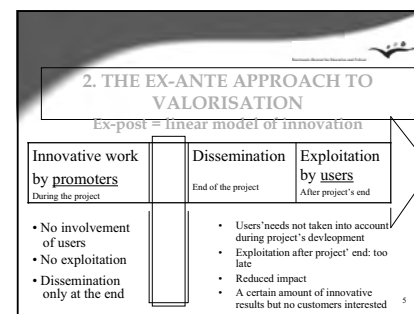 2. THE EX-ANTE APPROACH TO
VALORISATION
Ex-post = linear model of innovation
Innovative work
by promoters
During the project
Dissemination
End of the project
Exploitation
by users
After project's end
• No involvement
of users
• No exploitation
• Dissemination
only at the end
• Users'needs not taken into account
during project's devleopment
• Exploitation after project' end: too
late
• Reduced impact
• A certain amount of innovative
results but no customers interested
5